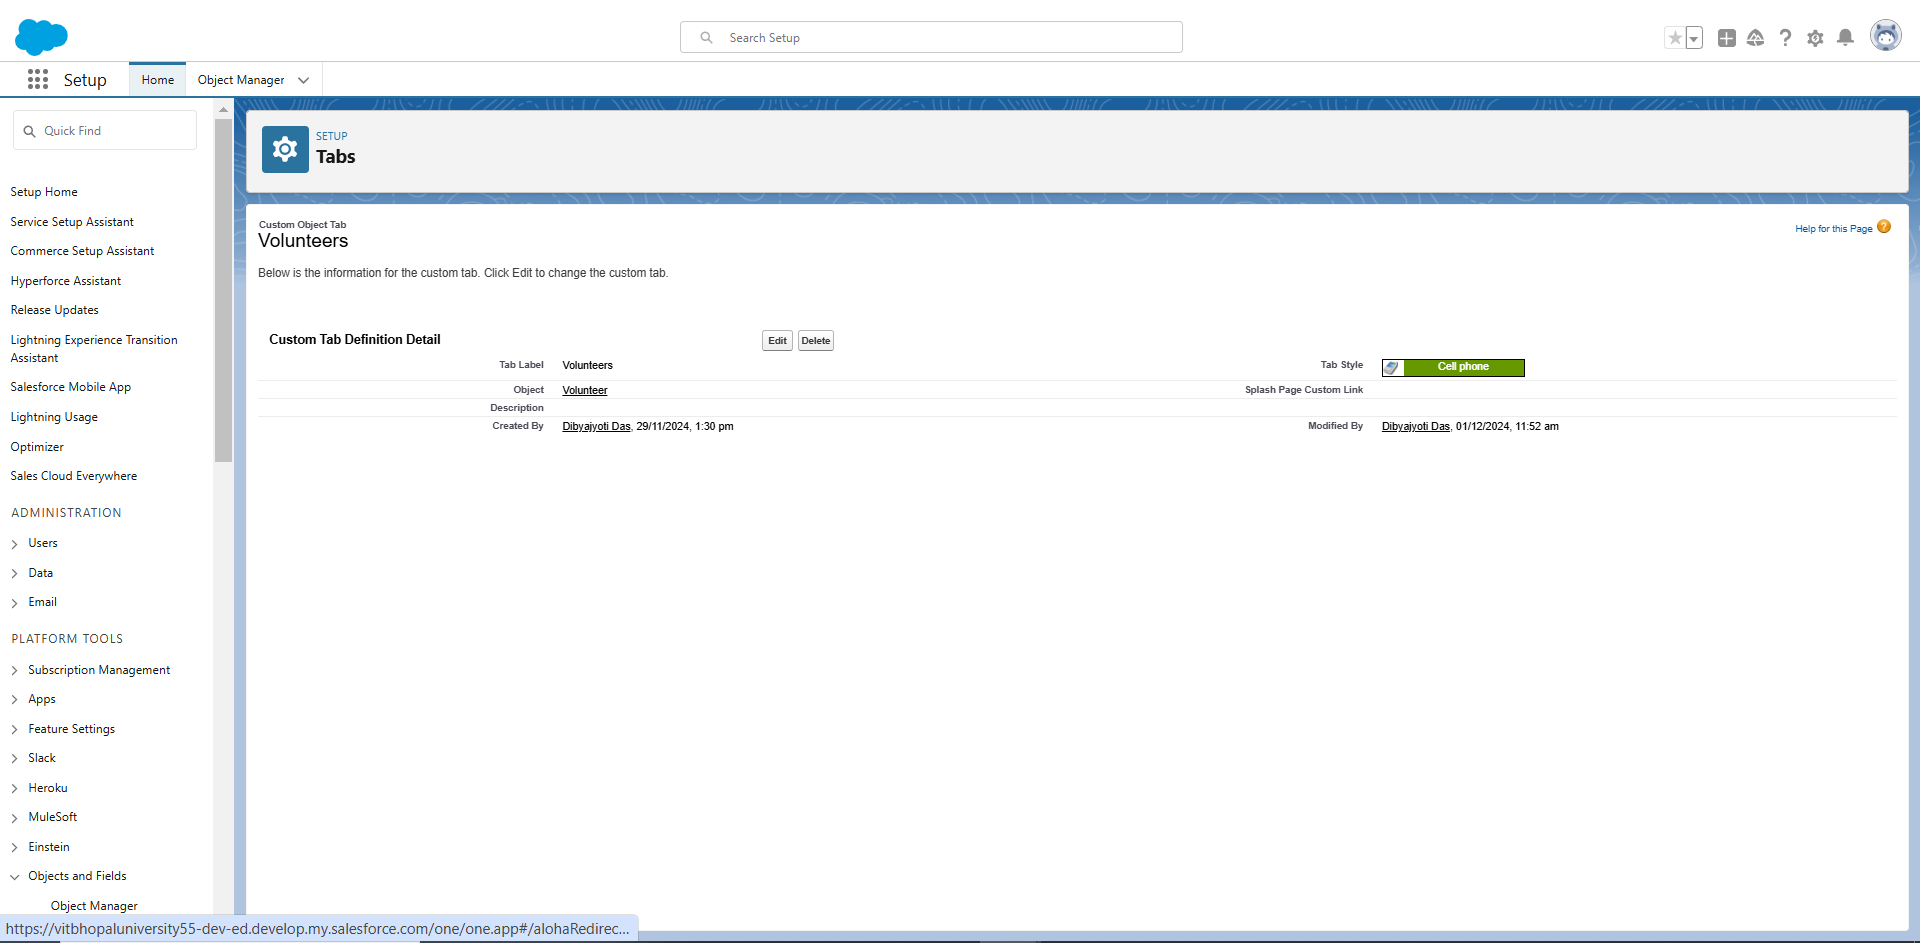 Search Setup
Setup
Home
Object Manager
Quick Find
Setup Home
Service Setup Assistant
Commerce Setup Assistant
Hyperforce Assistant
Release Updates
Lightning Experience Transition
Assistant
Salesforce Mobile App
Lightning Usage
Optimizer
Sales Cloud Everywhere
ADMINISTRATION
Users
Data
Email
PLATFORM TOOLS
Subscription Management
Apps
Feature Settings
Slack
Heroku
MuleSoft
Einstein
Objects and Fields
Object Manager
SETUP
Tabs
Custom Object Tab
Volunteers
Help for this Page
Below is the information for the custom tab. Click Edit to change the custom tab.
Custom Tab Definition Detail
Edit
Delete
Tab Label Volunteers
Tab Style Cell phone
Object Volunteer
Splash Page Custom Link
Description
Created By Dibyajyoti Das, 29/11/2024, 1:30 pm
Modified By Dibyajyoti Das, 01/12/2024, 11:52 am
https://vitbhopaluniversity55-dev-ed.develop.my.salesforce.com/one/one.app#/alohaRedirec...